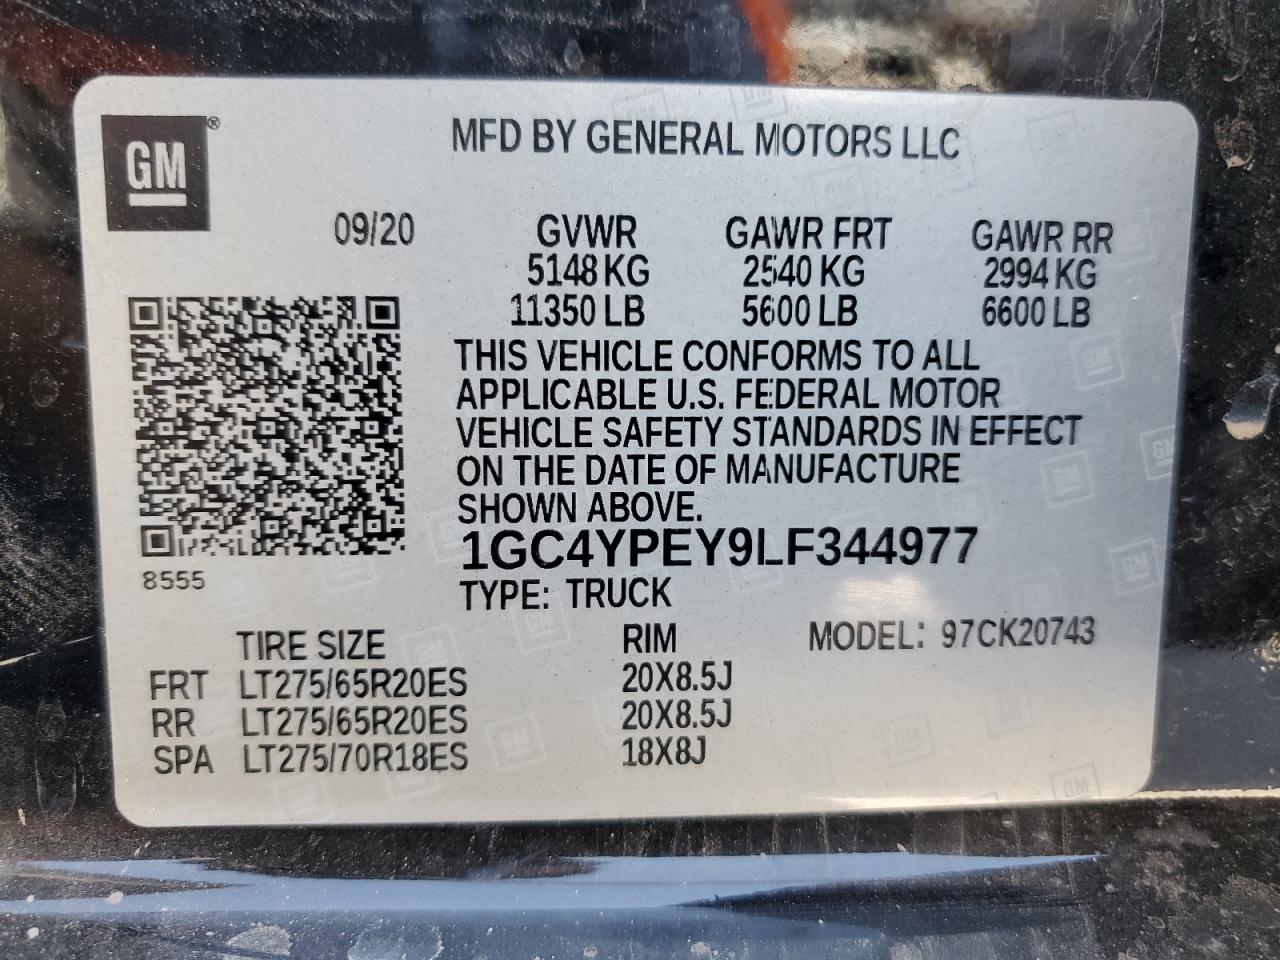 GM®
MFD BY GENERAL MOTORS LLC
09/20 GVWR GAWR FRT GAWR RR
5148 KG 2540 KG 2994 KG
11350 LB 5600 LB 6600 LB
THIS VEHICLE CONFORMS TO ALL
APPLICABLE U.S. FEDERAL MOTOR
VEHICLE SAFETY STANDARDS IN EFFECT
ON THE DATE OF MANUFACTURE
SHOWN ABOVE.
1GC4YPEY9LF344977
8555
TYPE: TRUCK
TIRE SIZE RIM MODEL: 97CK20743
FRT LT275/65R20ES 20X8.5J
RR LT275/65R20ES 20X8.5J
SPA LT275/70R18ES 18X8J